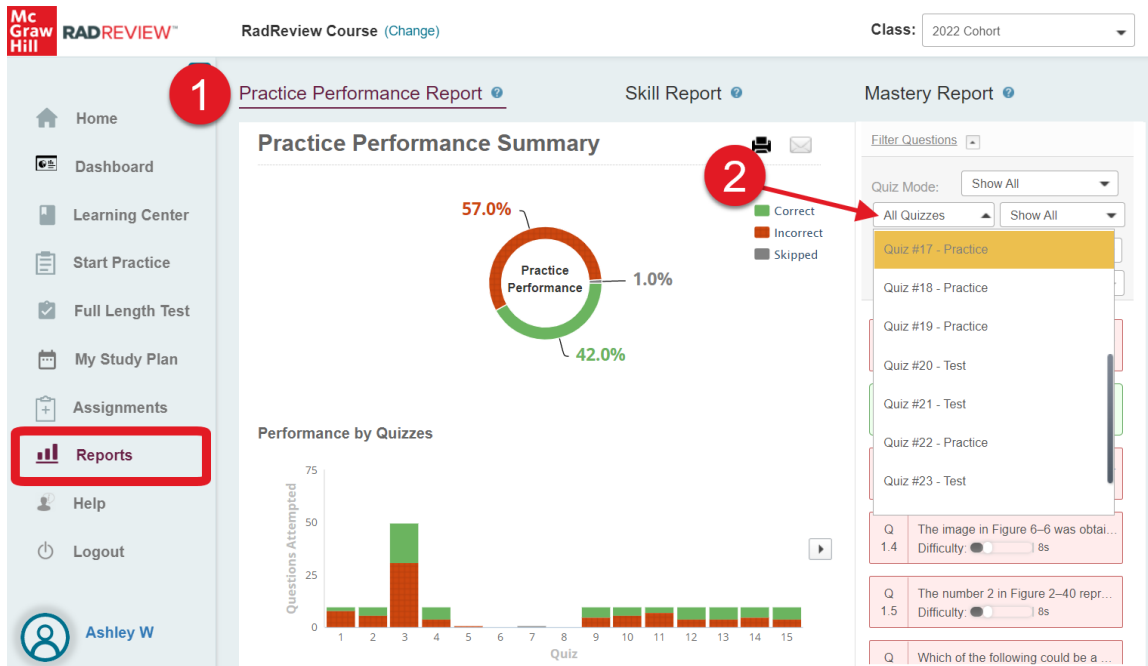 Mc
Graw
Hill
RADREVIEW™
RadReview Course (Change)
Class:
2022 Cohort
1
Home
Dashboard
Learning Center
Start Practice
Full Length Test
My Study Plan
Assignments
Reports
Help
Logout
Ashley W
Practice Performance Report ?
Skill Report ?
Mastery Report ?
Practice Performance Summary
2
57.0%
Correct
Incorrect
Skipped
Practice
Performance
1.0%
42.0%
Performance by Quizzes
Questions Attempted
75
50
25
0
1 2 3 4 5 6 7 8 9 10 11 12 13 14 15
Quiz
Filter Questions
Quiz Mode: Show All
All Quizzes Show All
Quiz #17 - Practice
Quiz #18 - Practice
Quiz #19 - Practice
Quiz #20 - Test
Quiz #21 - Test
Quiz #22 - Practice
Quiz #23 - Test
Q The image in Figure 6–6 was obtai...
1.4 Difficulty: 8s
Q The number 2 in Figure 2–40 repr...
1.5 Difficulty: 8s
Q Which of the following could be a ...